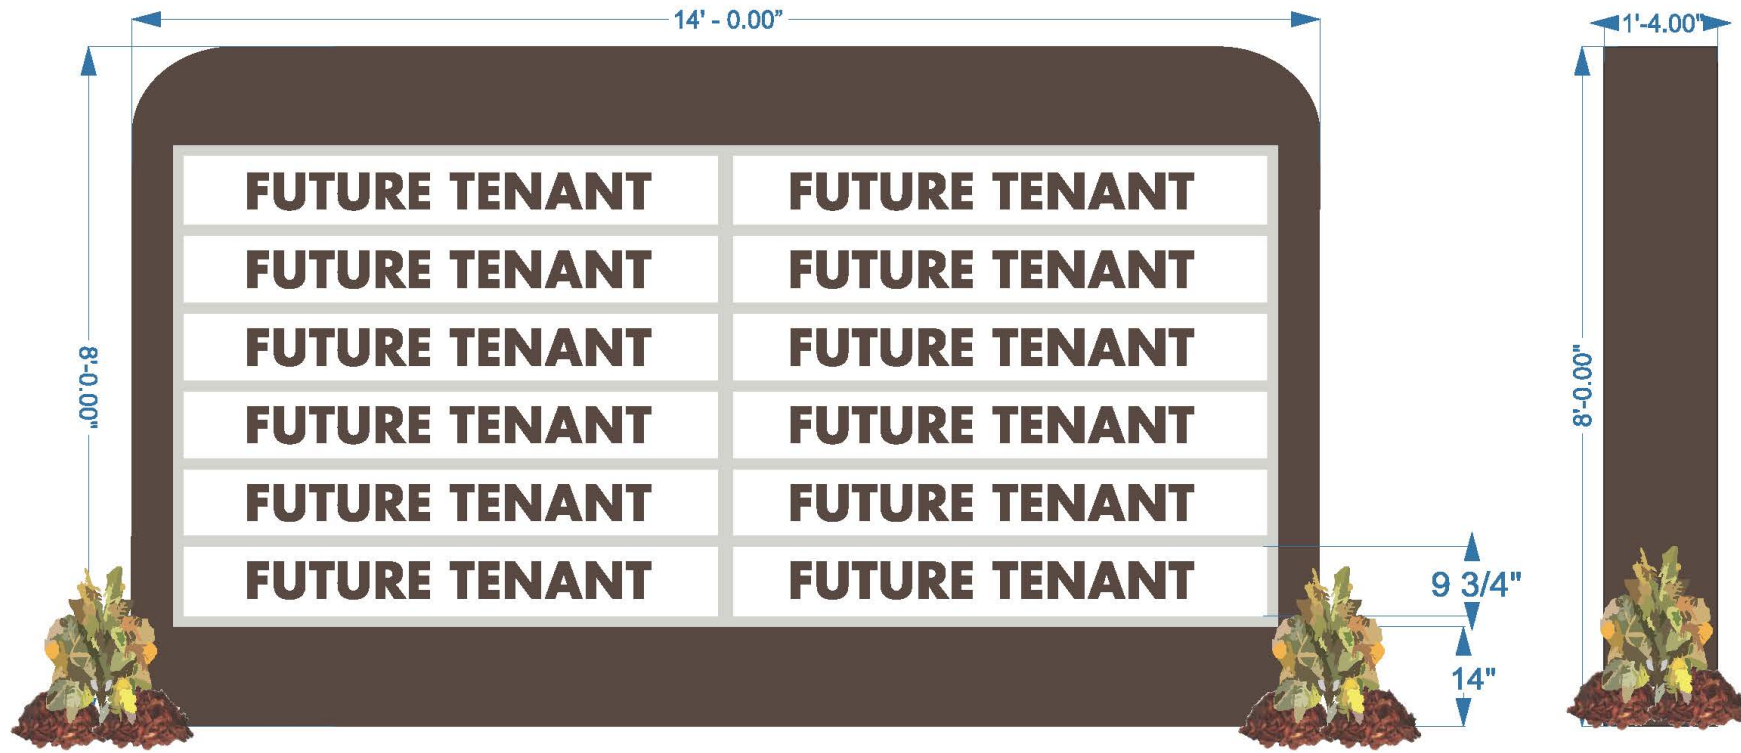 14' - 0.00"
1'-4.00"
FUTURE TENANT FUTURE TENANT
FUTURE TENANT FUTURE TENANT
FUTURE TENANT FUTURE TENANT
8'-0.00"
8'-0.00"
FUTURE TENANT FUTURE TENANT
FUTURE TENANT FUTURE TENANT
FUTURE TENANT FUTURE TENANT
9 3/4"
14"